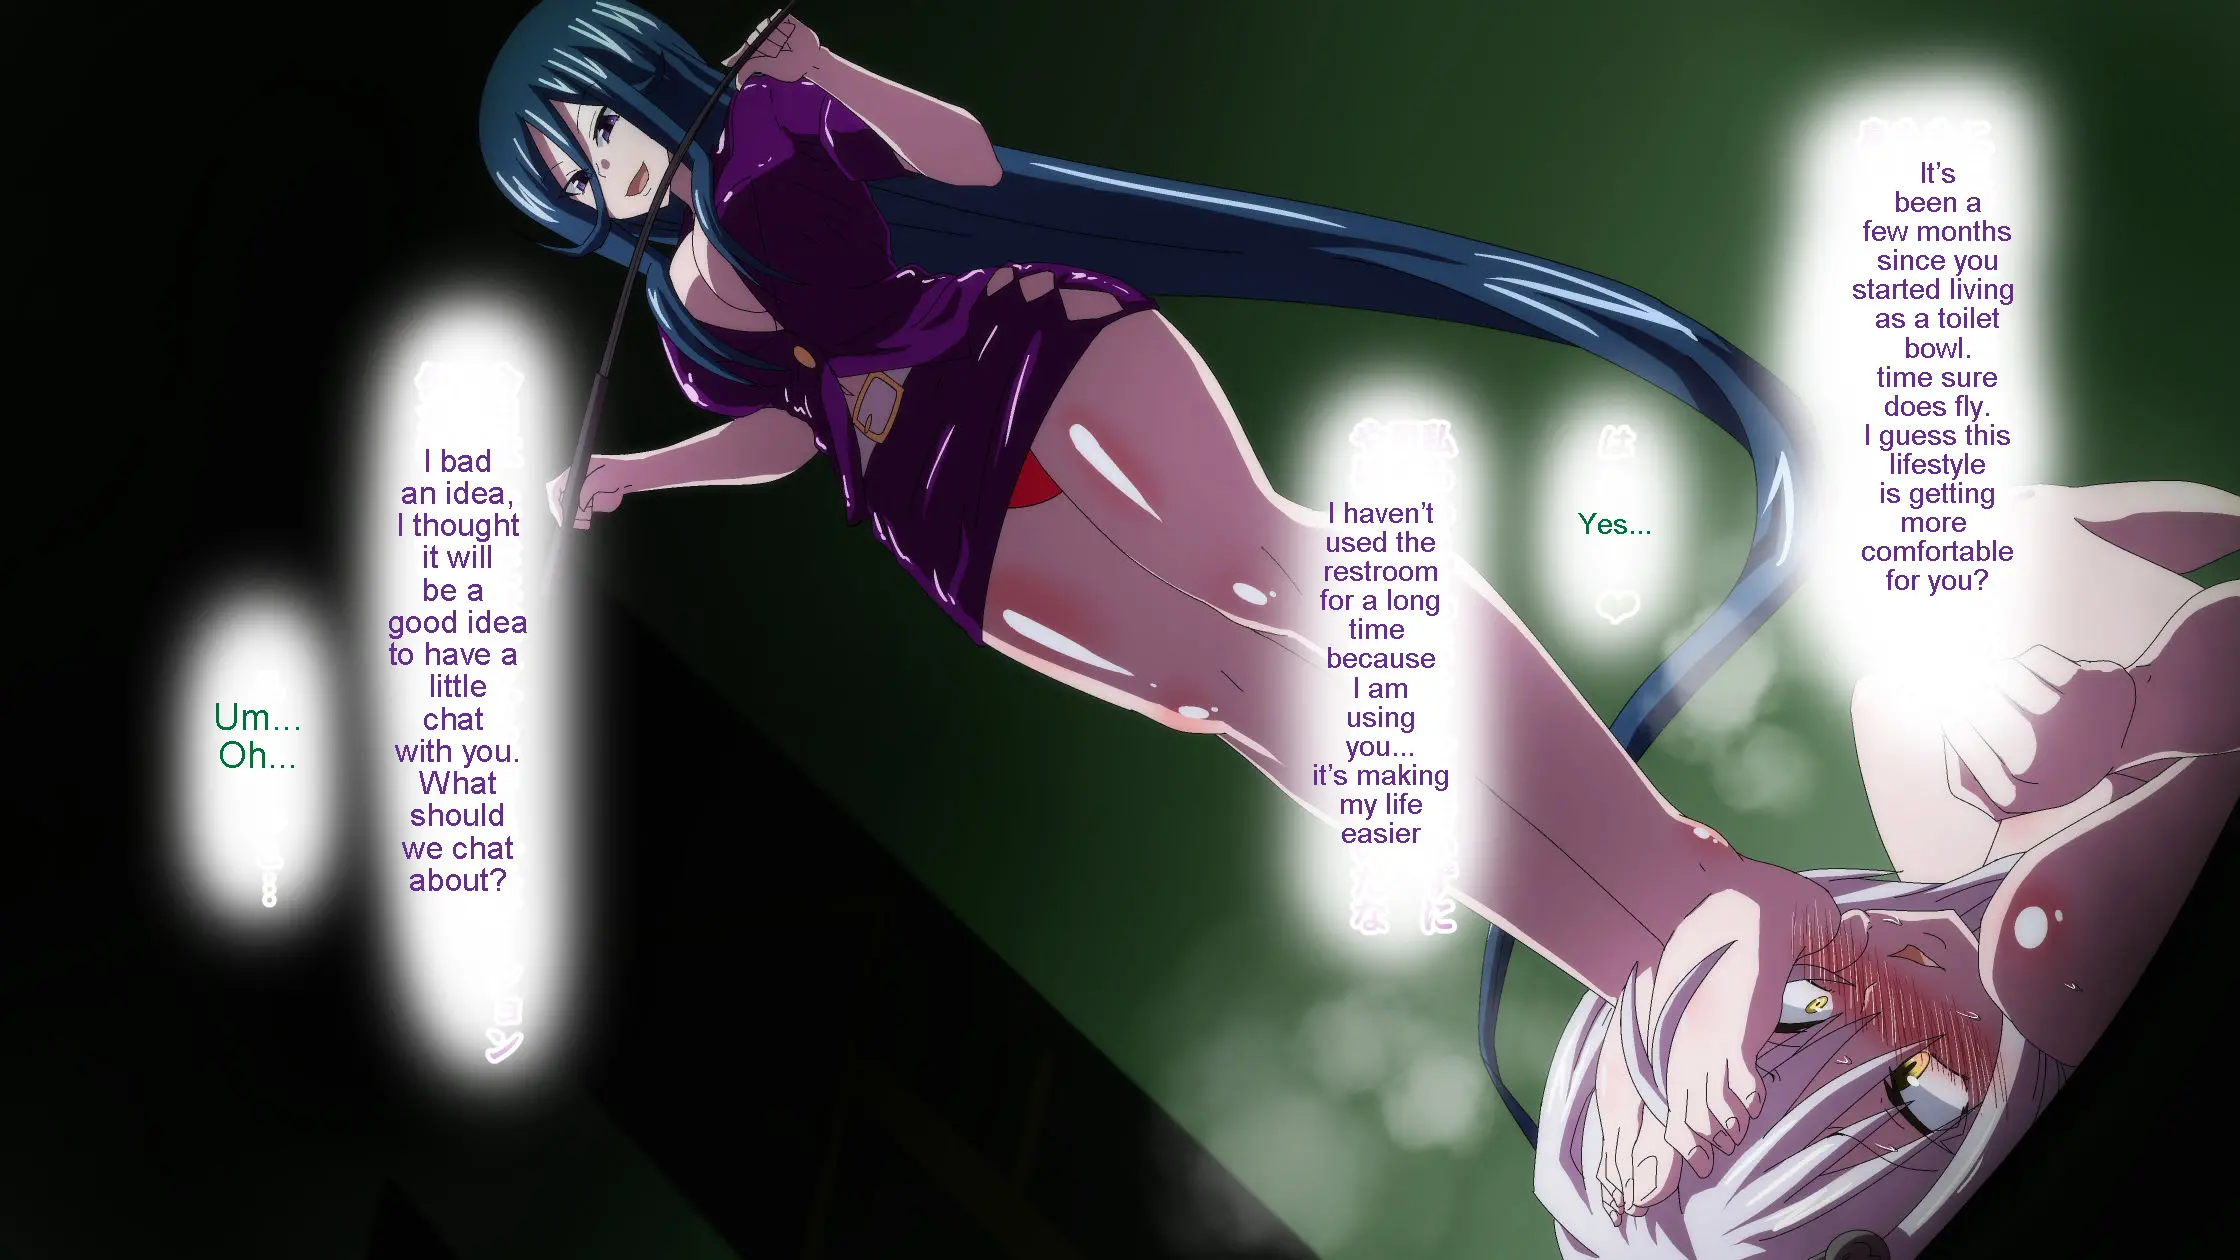 It's
been a
few months
since you
started living
as a toilet
bowl.
time sure
does fly.
I guess this
lifestyle
is getting
more
comfortable
for you?
Yes...
I haven't
used the
restroom
for a long
time
because
I am
using
you...
it's making
my life
easier
I bad
an idea,
I thought
it will
be a
good idea
to have a
little
chat
with you.
What
should
we chat
about?
Um...
Oh...